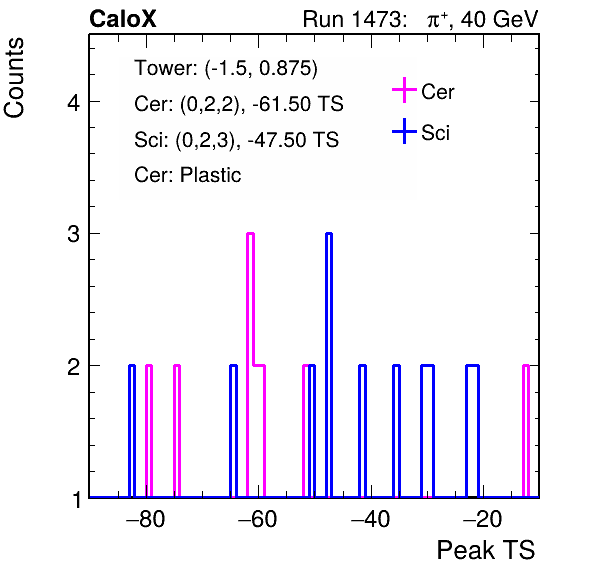 CaloX
Run 1473: π⁺, 40 GeV
Counts
Tower: (-1.5, 0.875)
Cer: (0,2,2), -61.50 TS
Sci: (0,2,3), -47.50 TS
Cer: Plastic
Cer
Sci
4
3
2
1
−80 −60 −40 −20
Peak TS